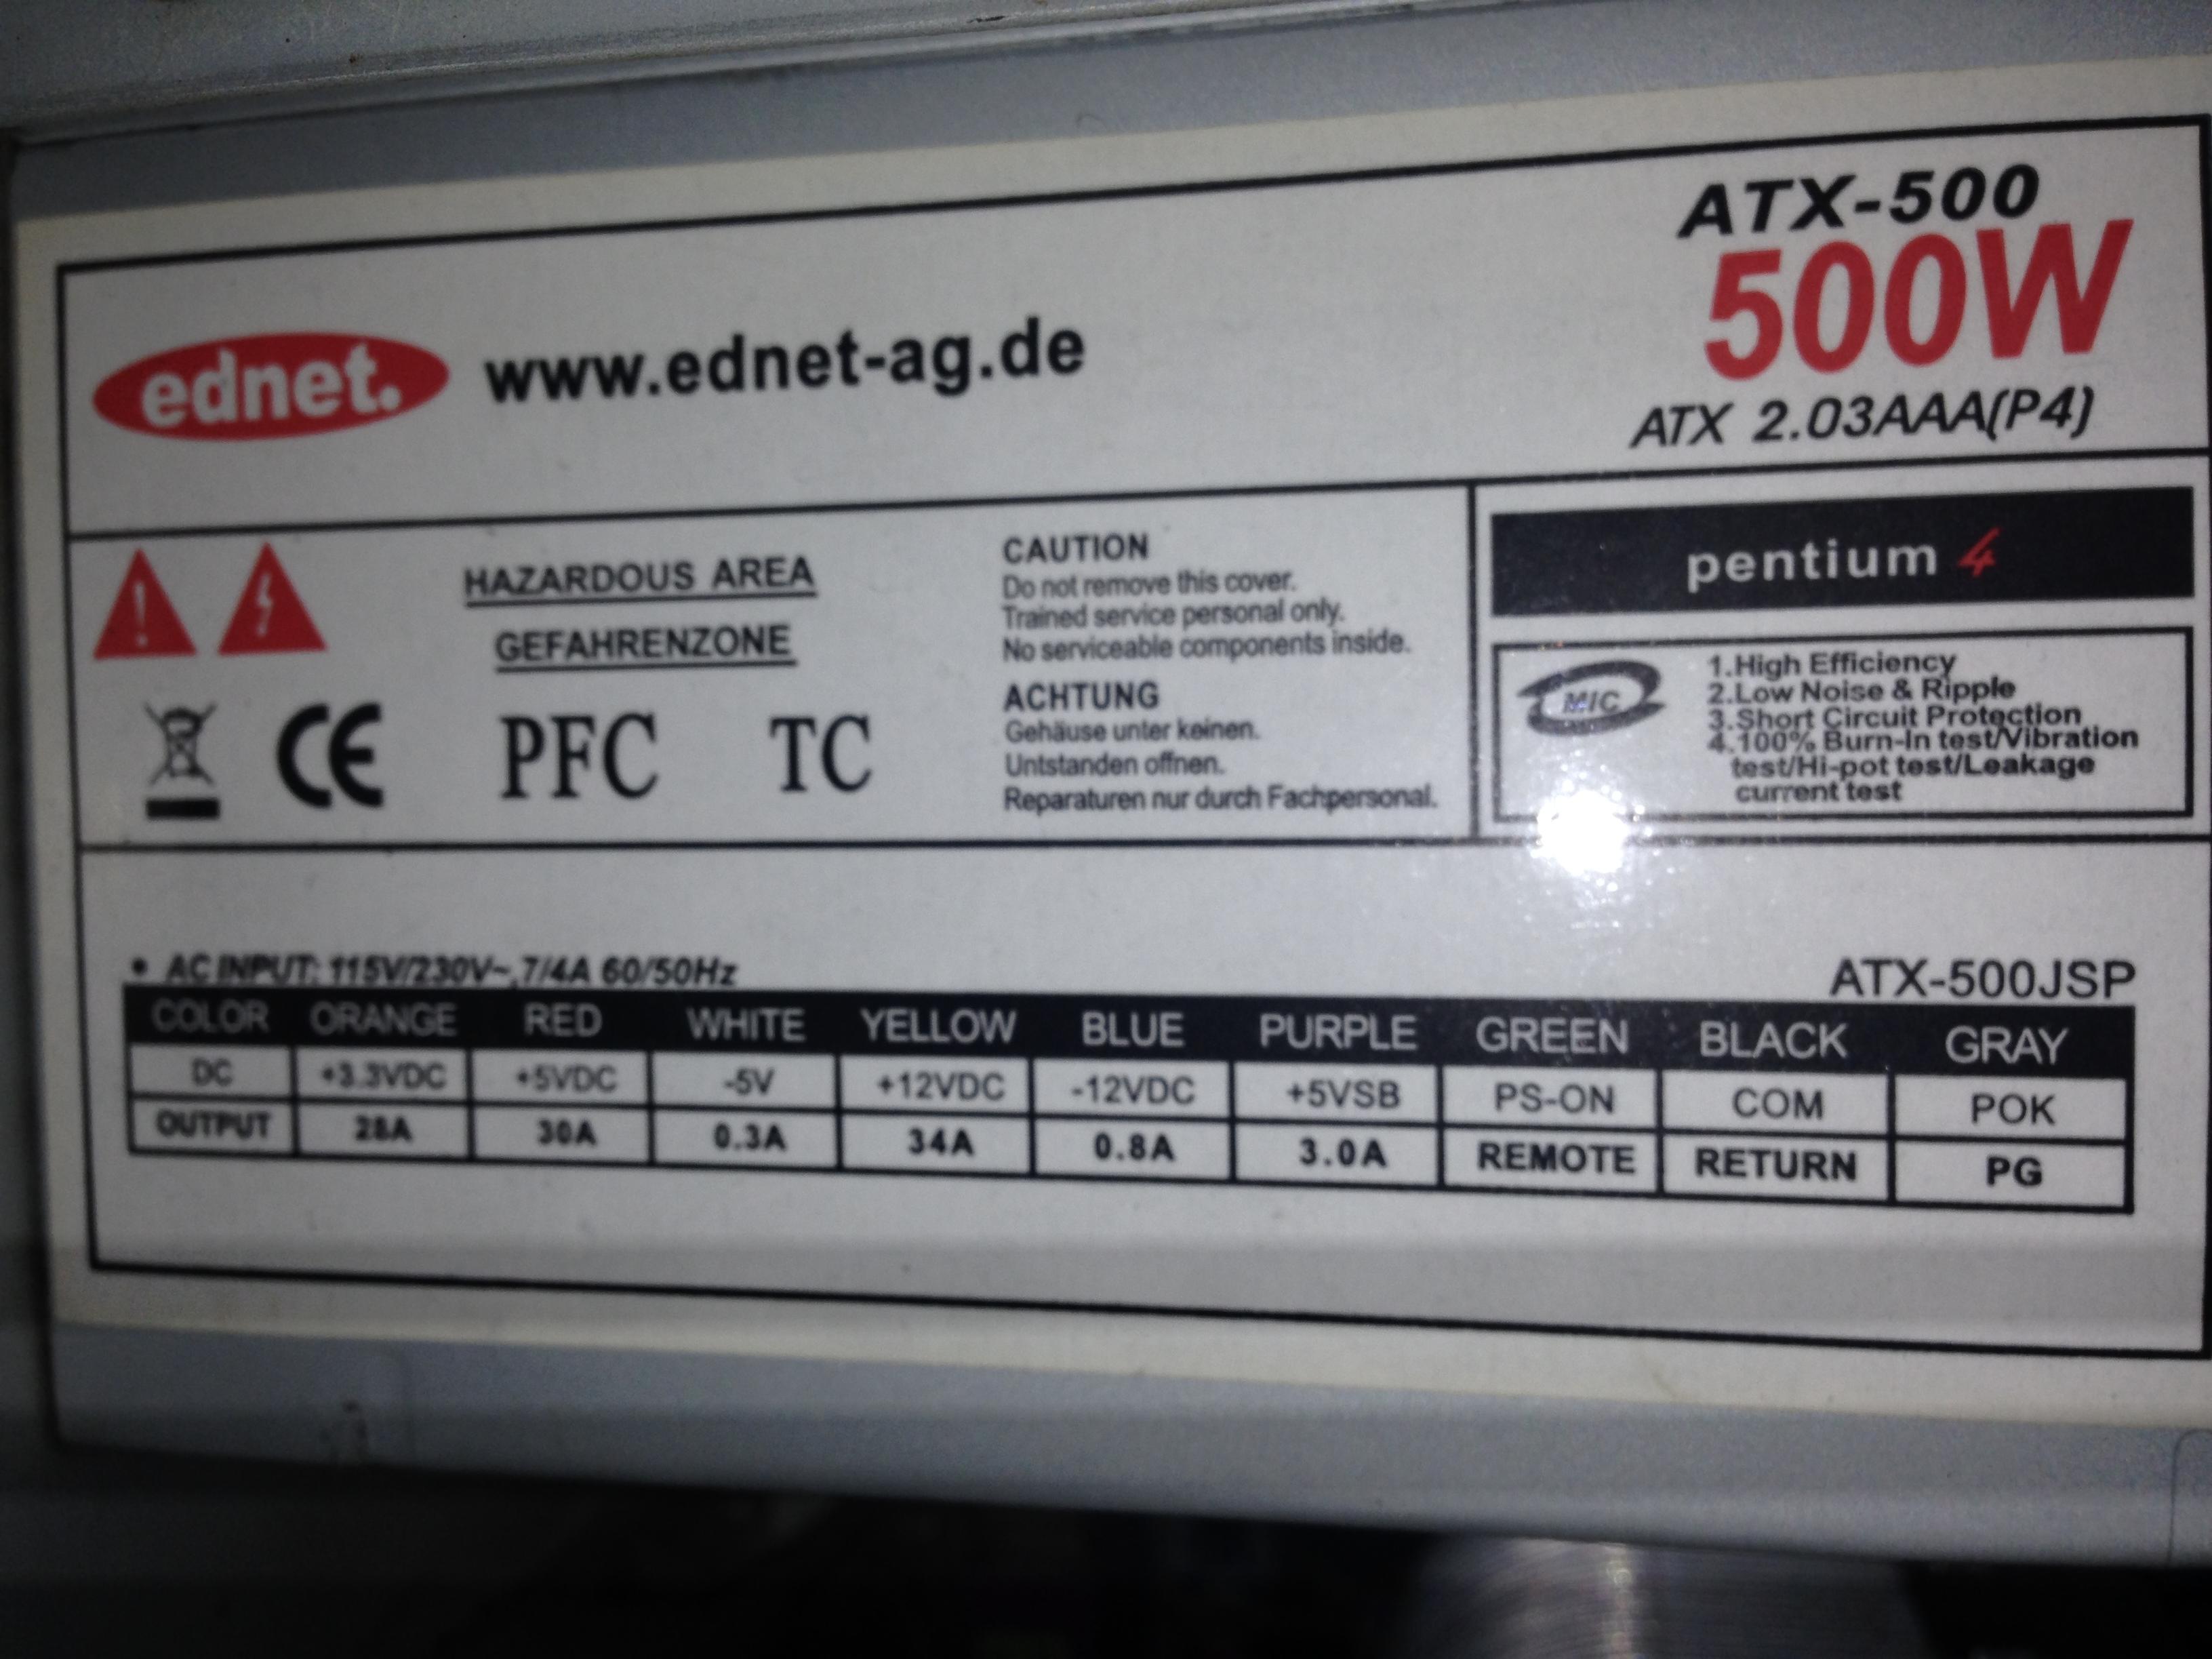 ATX-500
500W
ednet. www.ednet-ag.de
ATX 2.03AAA(P4)
HAZARDOUS AREA
GEFAHRENZONE
CE PFC TC
CAUTION
Do not remove this cover.
Trained service personal only.
No serviceable components inside.
ACHTUNG
Gehäuse unter keinen.
Untstanden offnen.
Reparaturen nur durch Fachpersonal.
pentium 4
MIC
1.High Efficiency
2.Low Noise & Ripple
3.Short Circuit Protection
4.100% Burn-In test/Vibration
test/Hi-pot test/Leakage
current test
• AC INPUT: 115V/230V~,7/4A 60/50Hz ATX-500JSP
COLOR ORANGE RED WHITE YELLOW BLUE PURPLE GREEN BLACK GRAY
DC +3.3VDC +5VDC -5V +12VDC -12VDC +5VSB PS-ON COM POK
OUTPUT 28A 30A 0.3A 34A 0.8A 3.0A REMOTE RETURN PG